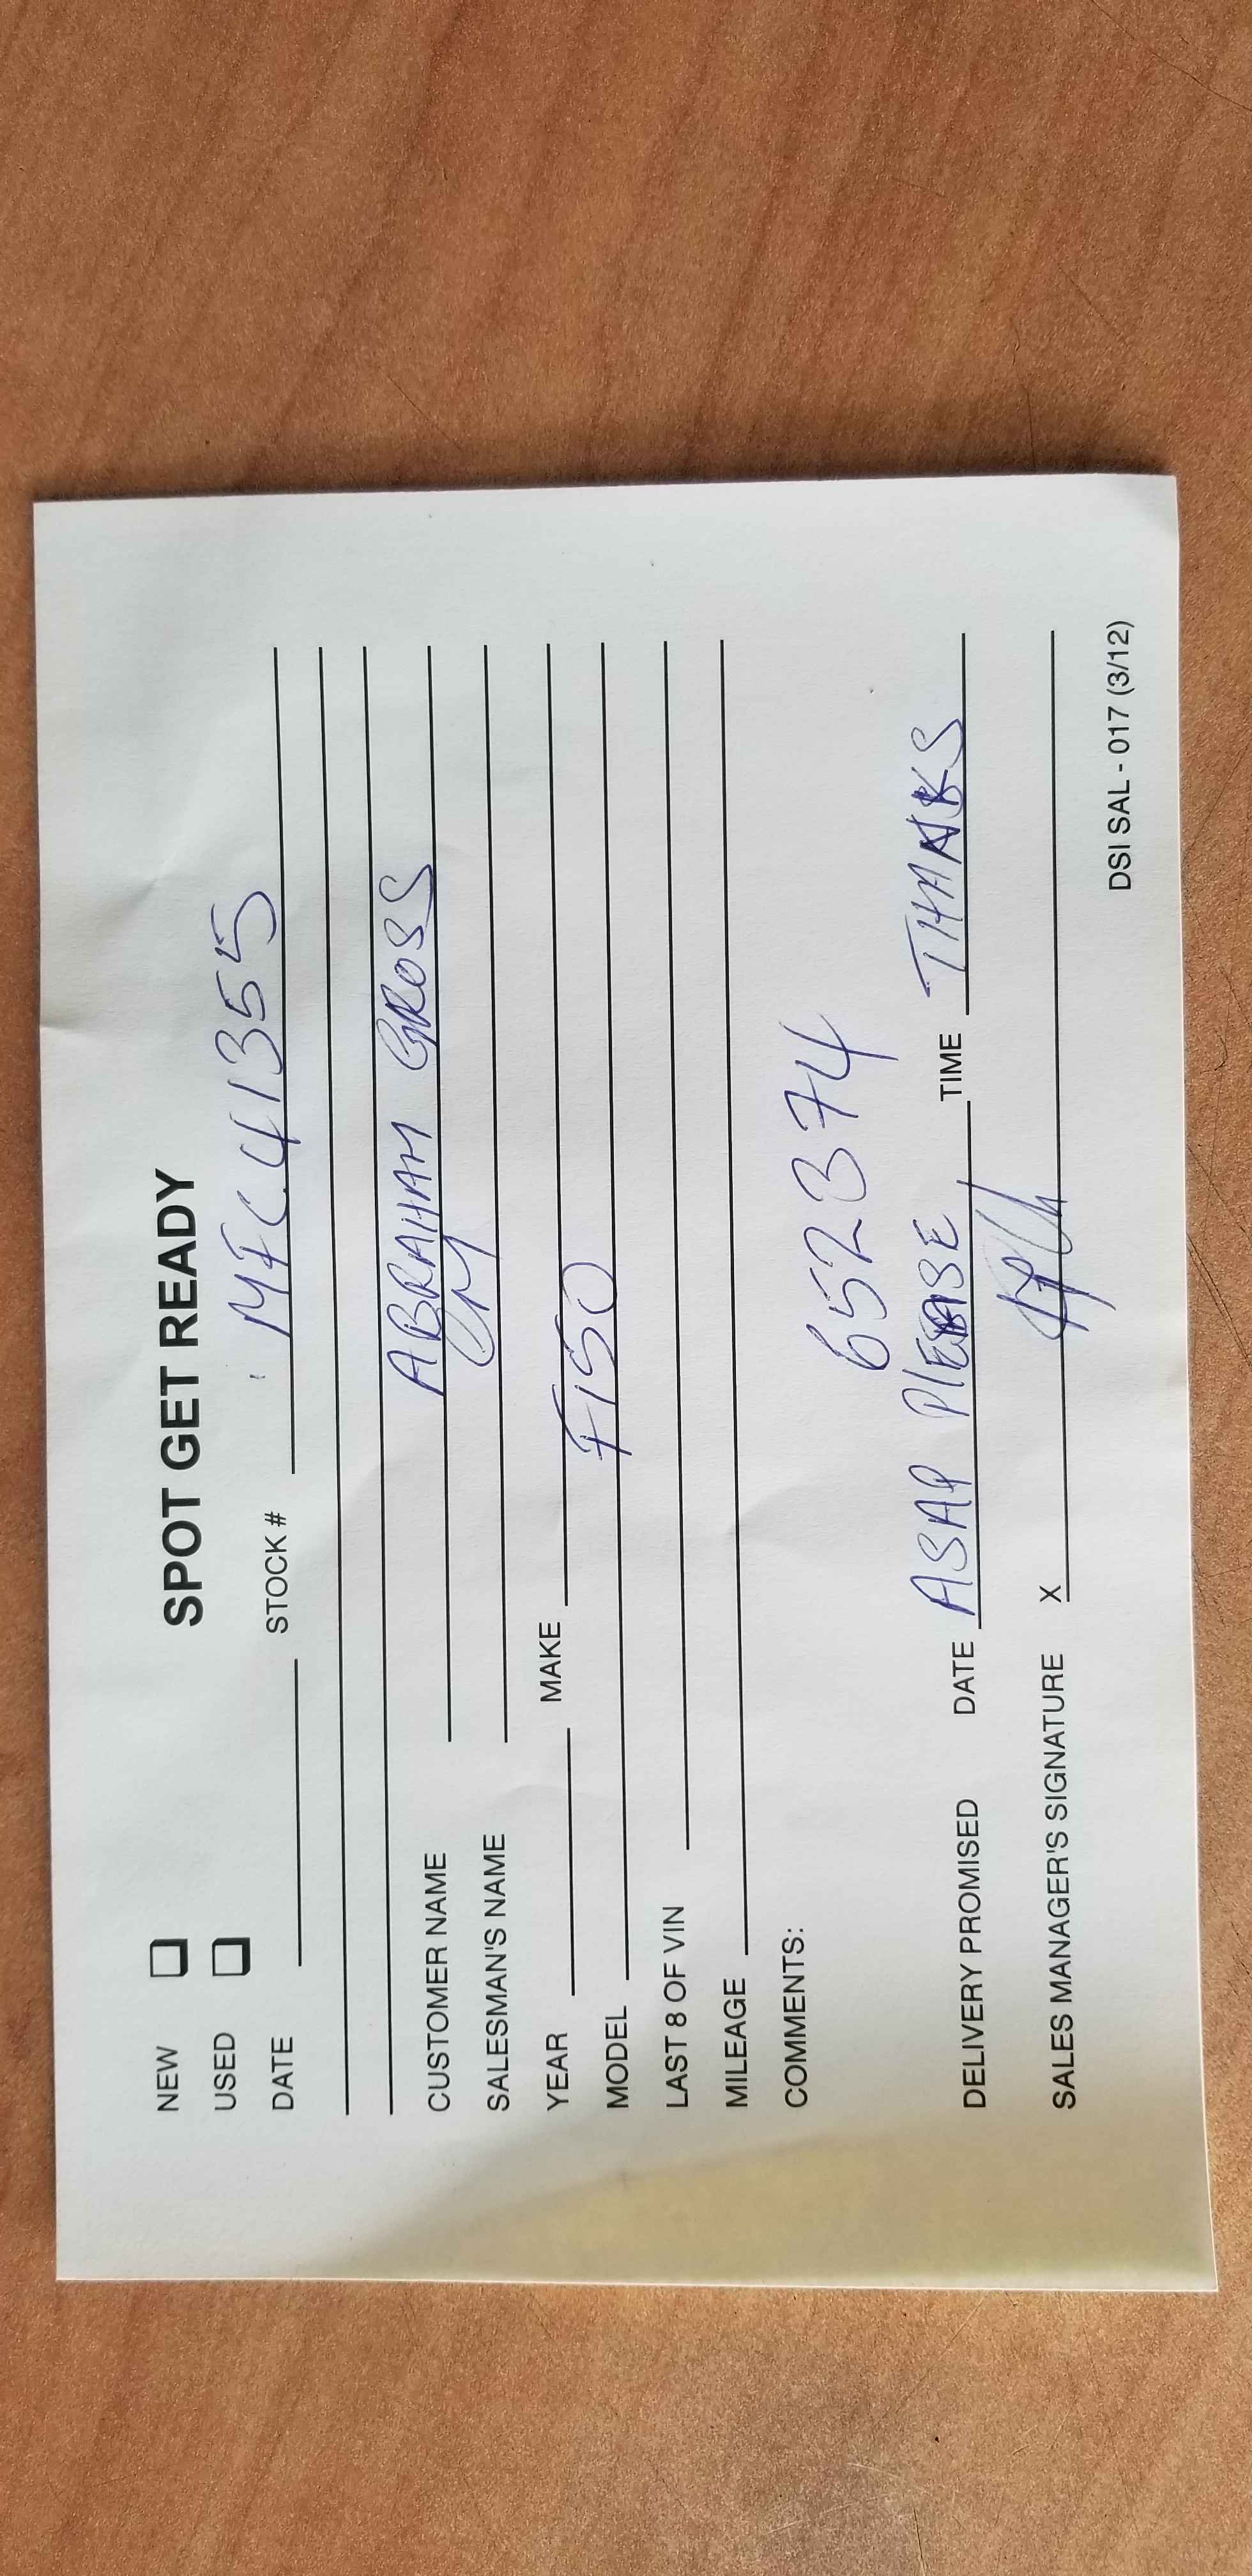 NEW
SPOT GET READY
USED
DATE STOCK # MFC41355
CUSTOMER NAME ABRAHAM GROSS
SALESMAN'S NAME CM
YEAR MAKE
MODEL F150
LAST 8 OF VIN
MILEAGE
COMMENTS:
652374
DELIVERY PROMISED DATE ASAP PLEASE TIME THANKS
SALES MANAGER'S SIGNATURE X
DSI SAL - 017 (3/12)